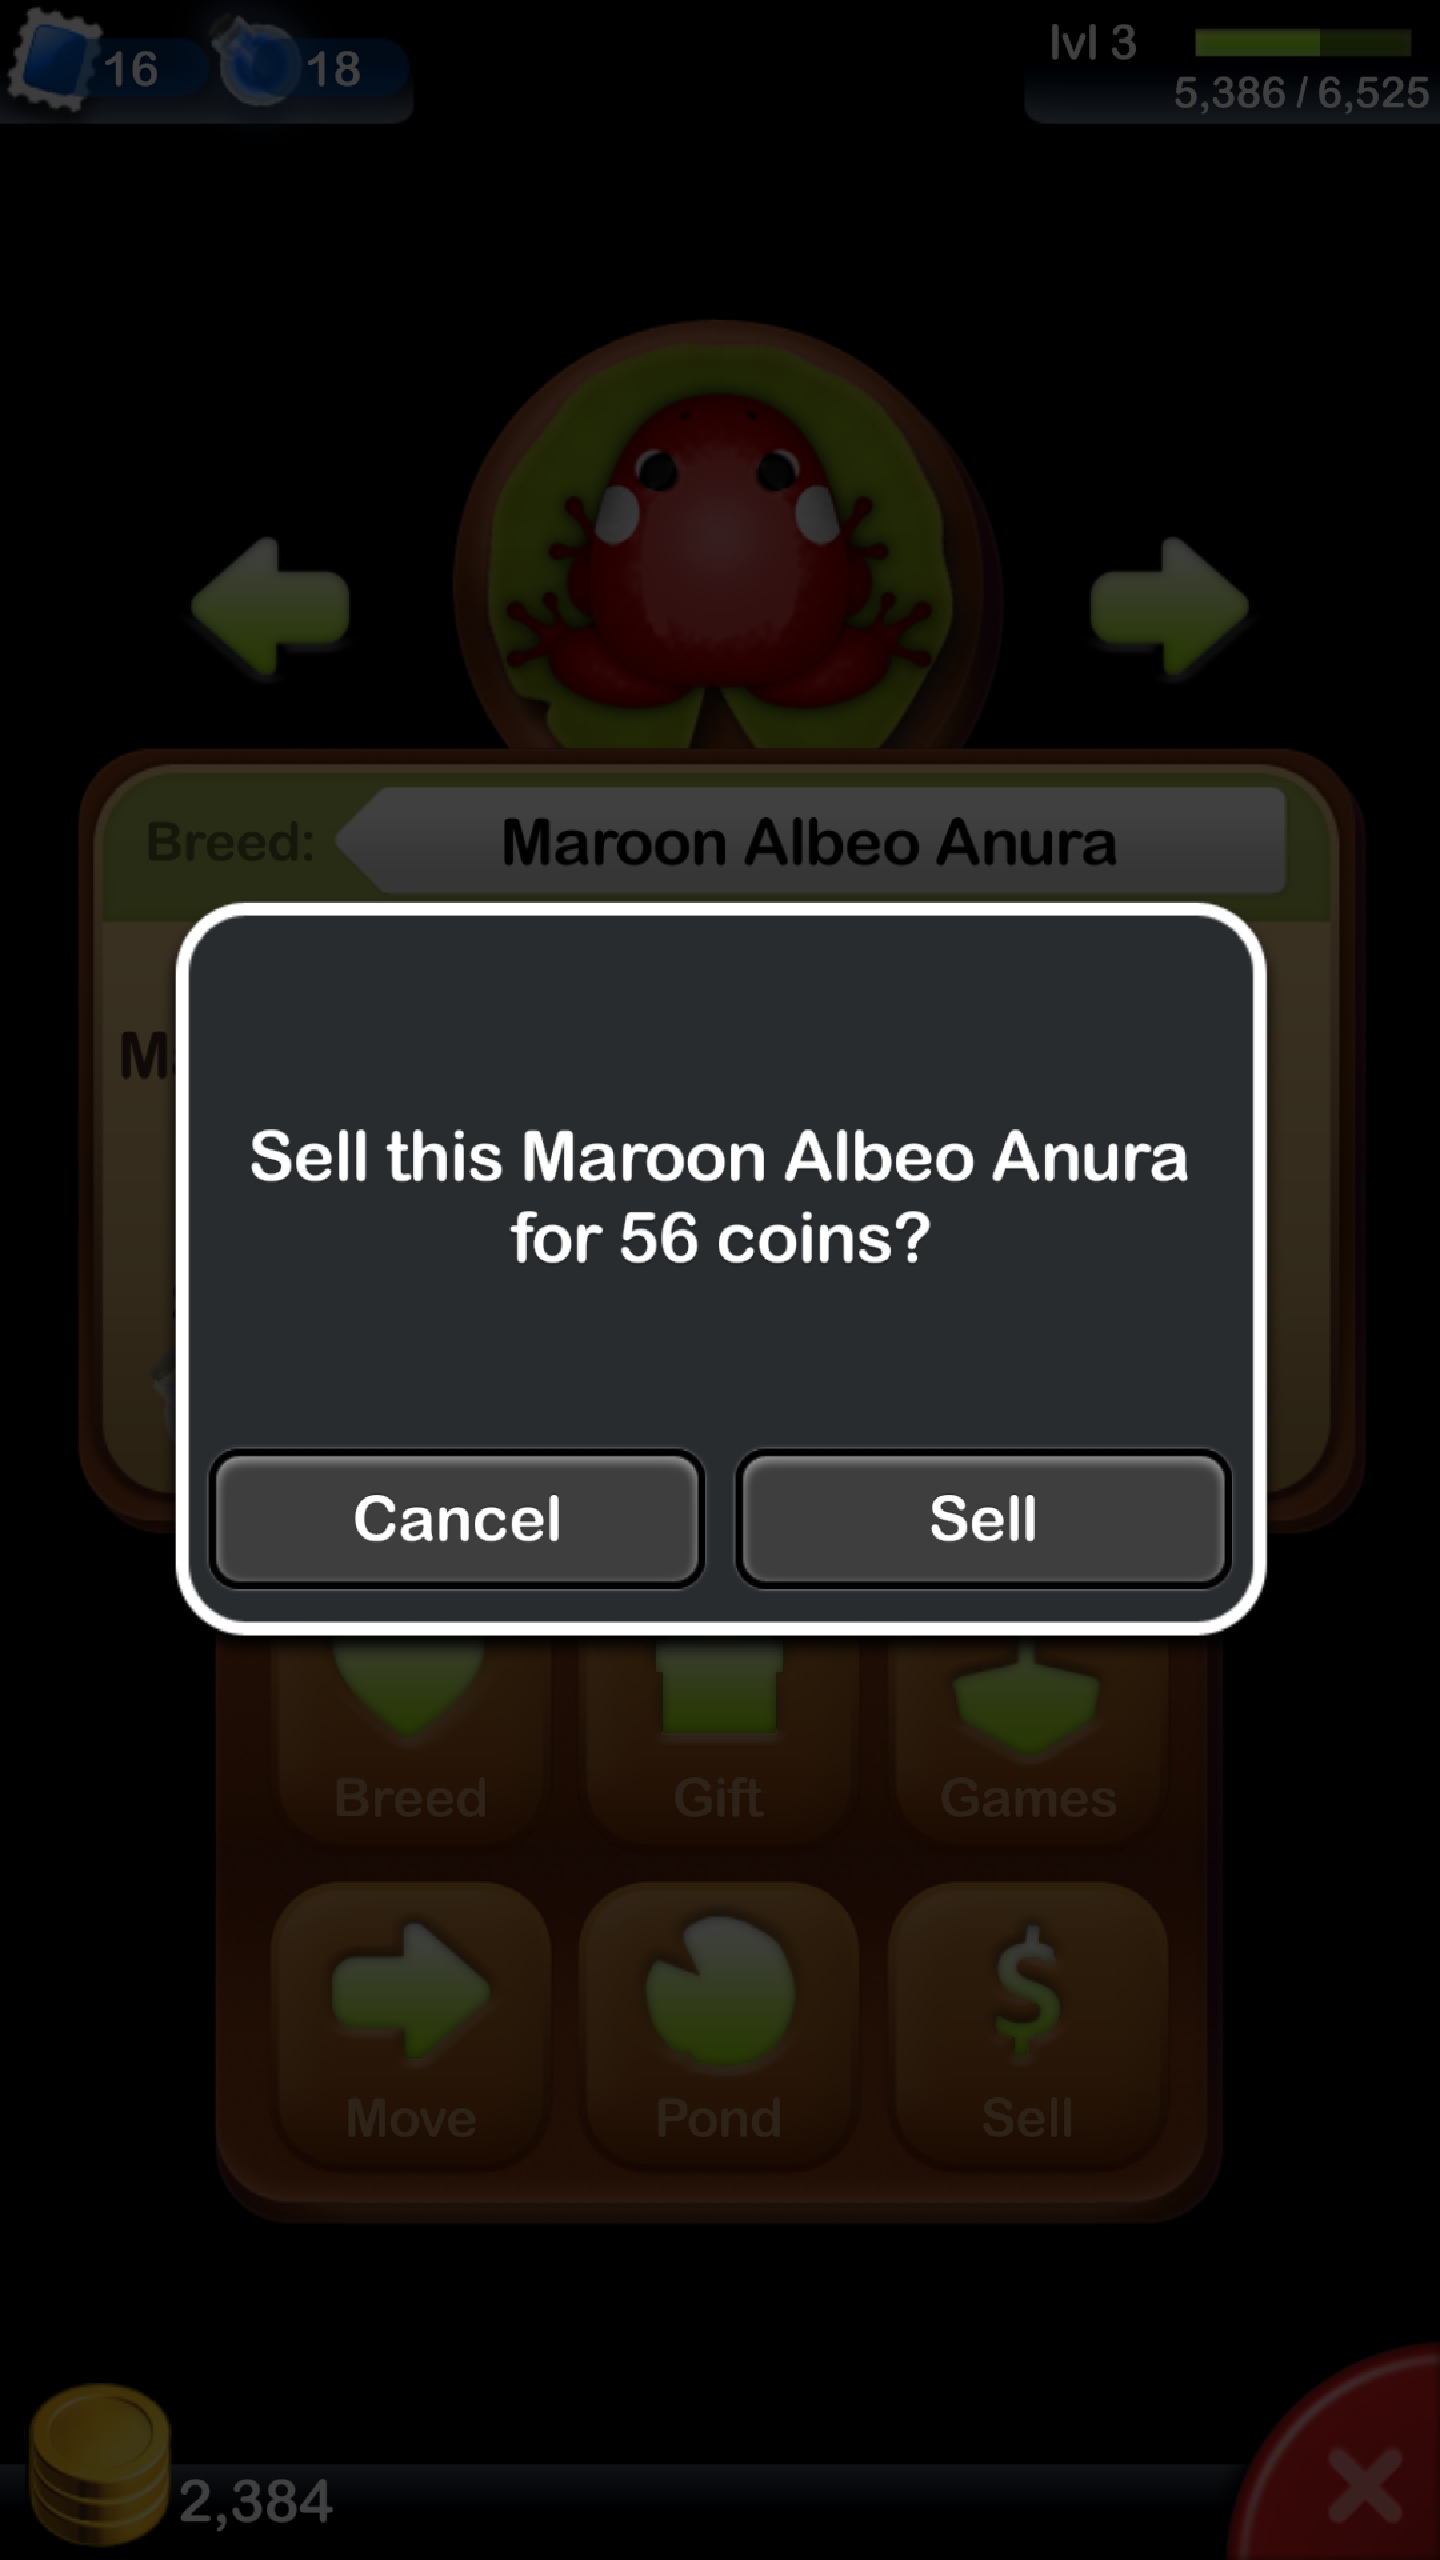 16
18
lvl 3
5,386 / 6,525
Breed:
Maroon Albeo Anura
Sell this Maroon Albeo Anura
for 56 coins?
Cancel
Sell
Breed
Gift
Games
Move
Pond
Sell
2,384